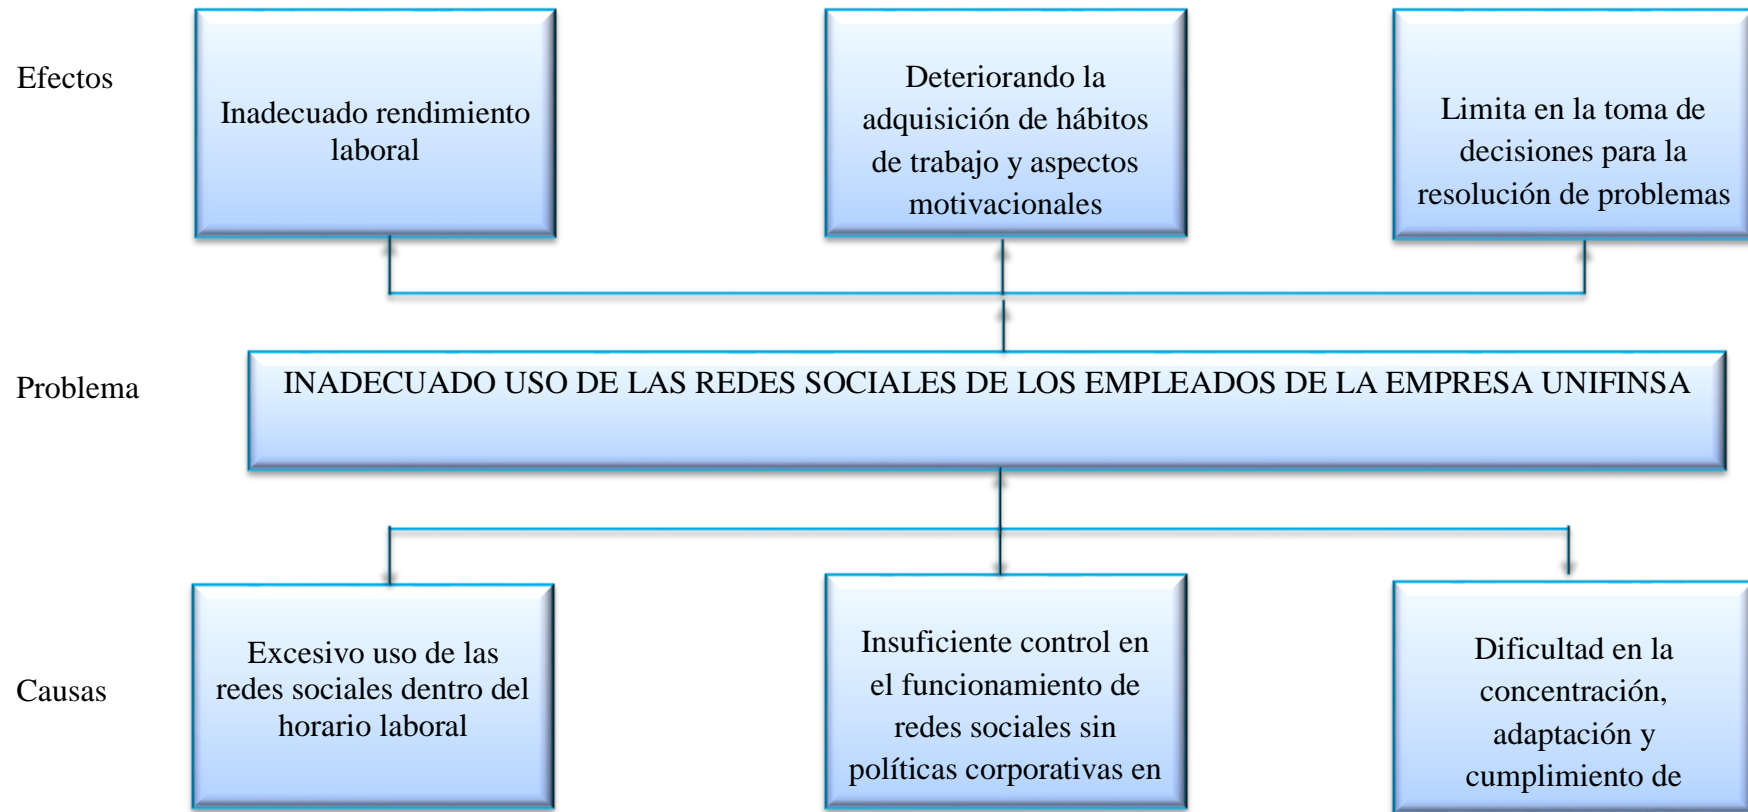 Efectos
Inadecuado rendimiento
laboral
Deteriorando la
adquisición de hábitos
de trabajo y aspectos
motivacionales
Limita en la toma de
decisiones para la
resolución de problemas
Problema
INADECUADO USO DE LAS REDES SOCIALES DE LOS EMPLEADOS DE LA EMPRESA UNIFINSA
Causas
Excesivo uso de las
redes sociales dentro del
horario laboral
Insuficiente control en
el funcionamiento de
redes sociales sin
políticas corporativas en
Dificultad en la
concentración,
adaptación y
cumplimiento de